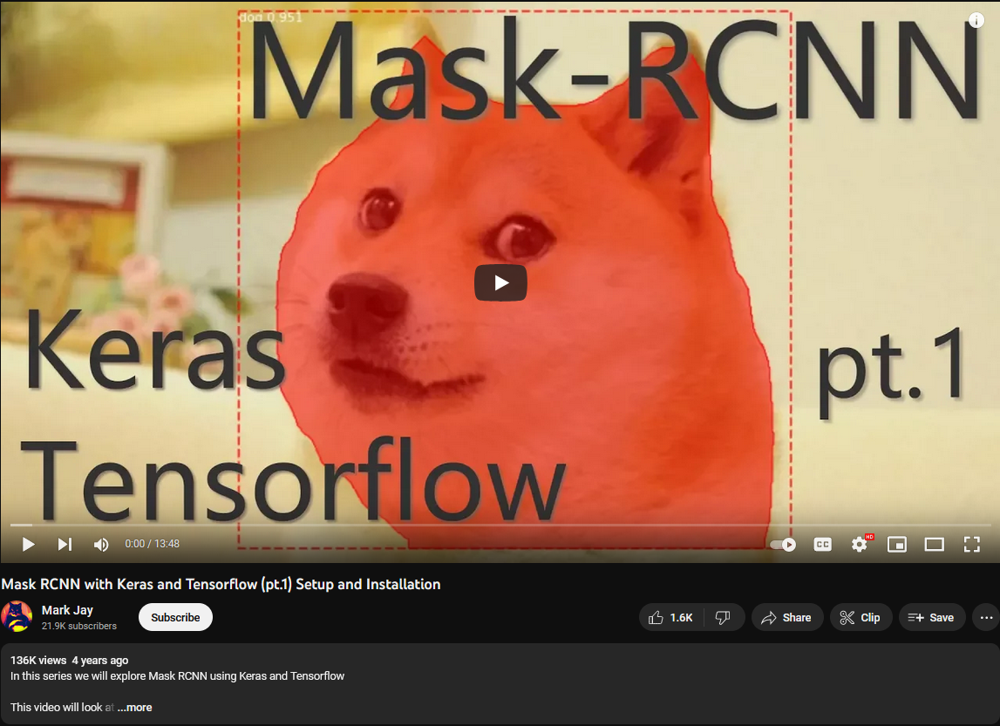 dog 0.951
Mask-RCNN
Keras
pt.1
Tensorflow
0:00 / 13:48
CC
HD
Mask RCNN with Keras and Tensorflow (pt.1) Setup and Installation
Mark Jay
21.9K subscribers
Subscribe
1.6K
Share
Clip
Save
136K views 4 years ago
In this series we will explore Mask RCNN using Keras and Tensorflow
This video will look at ...more